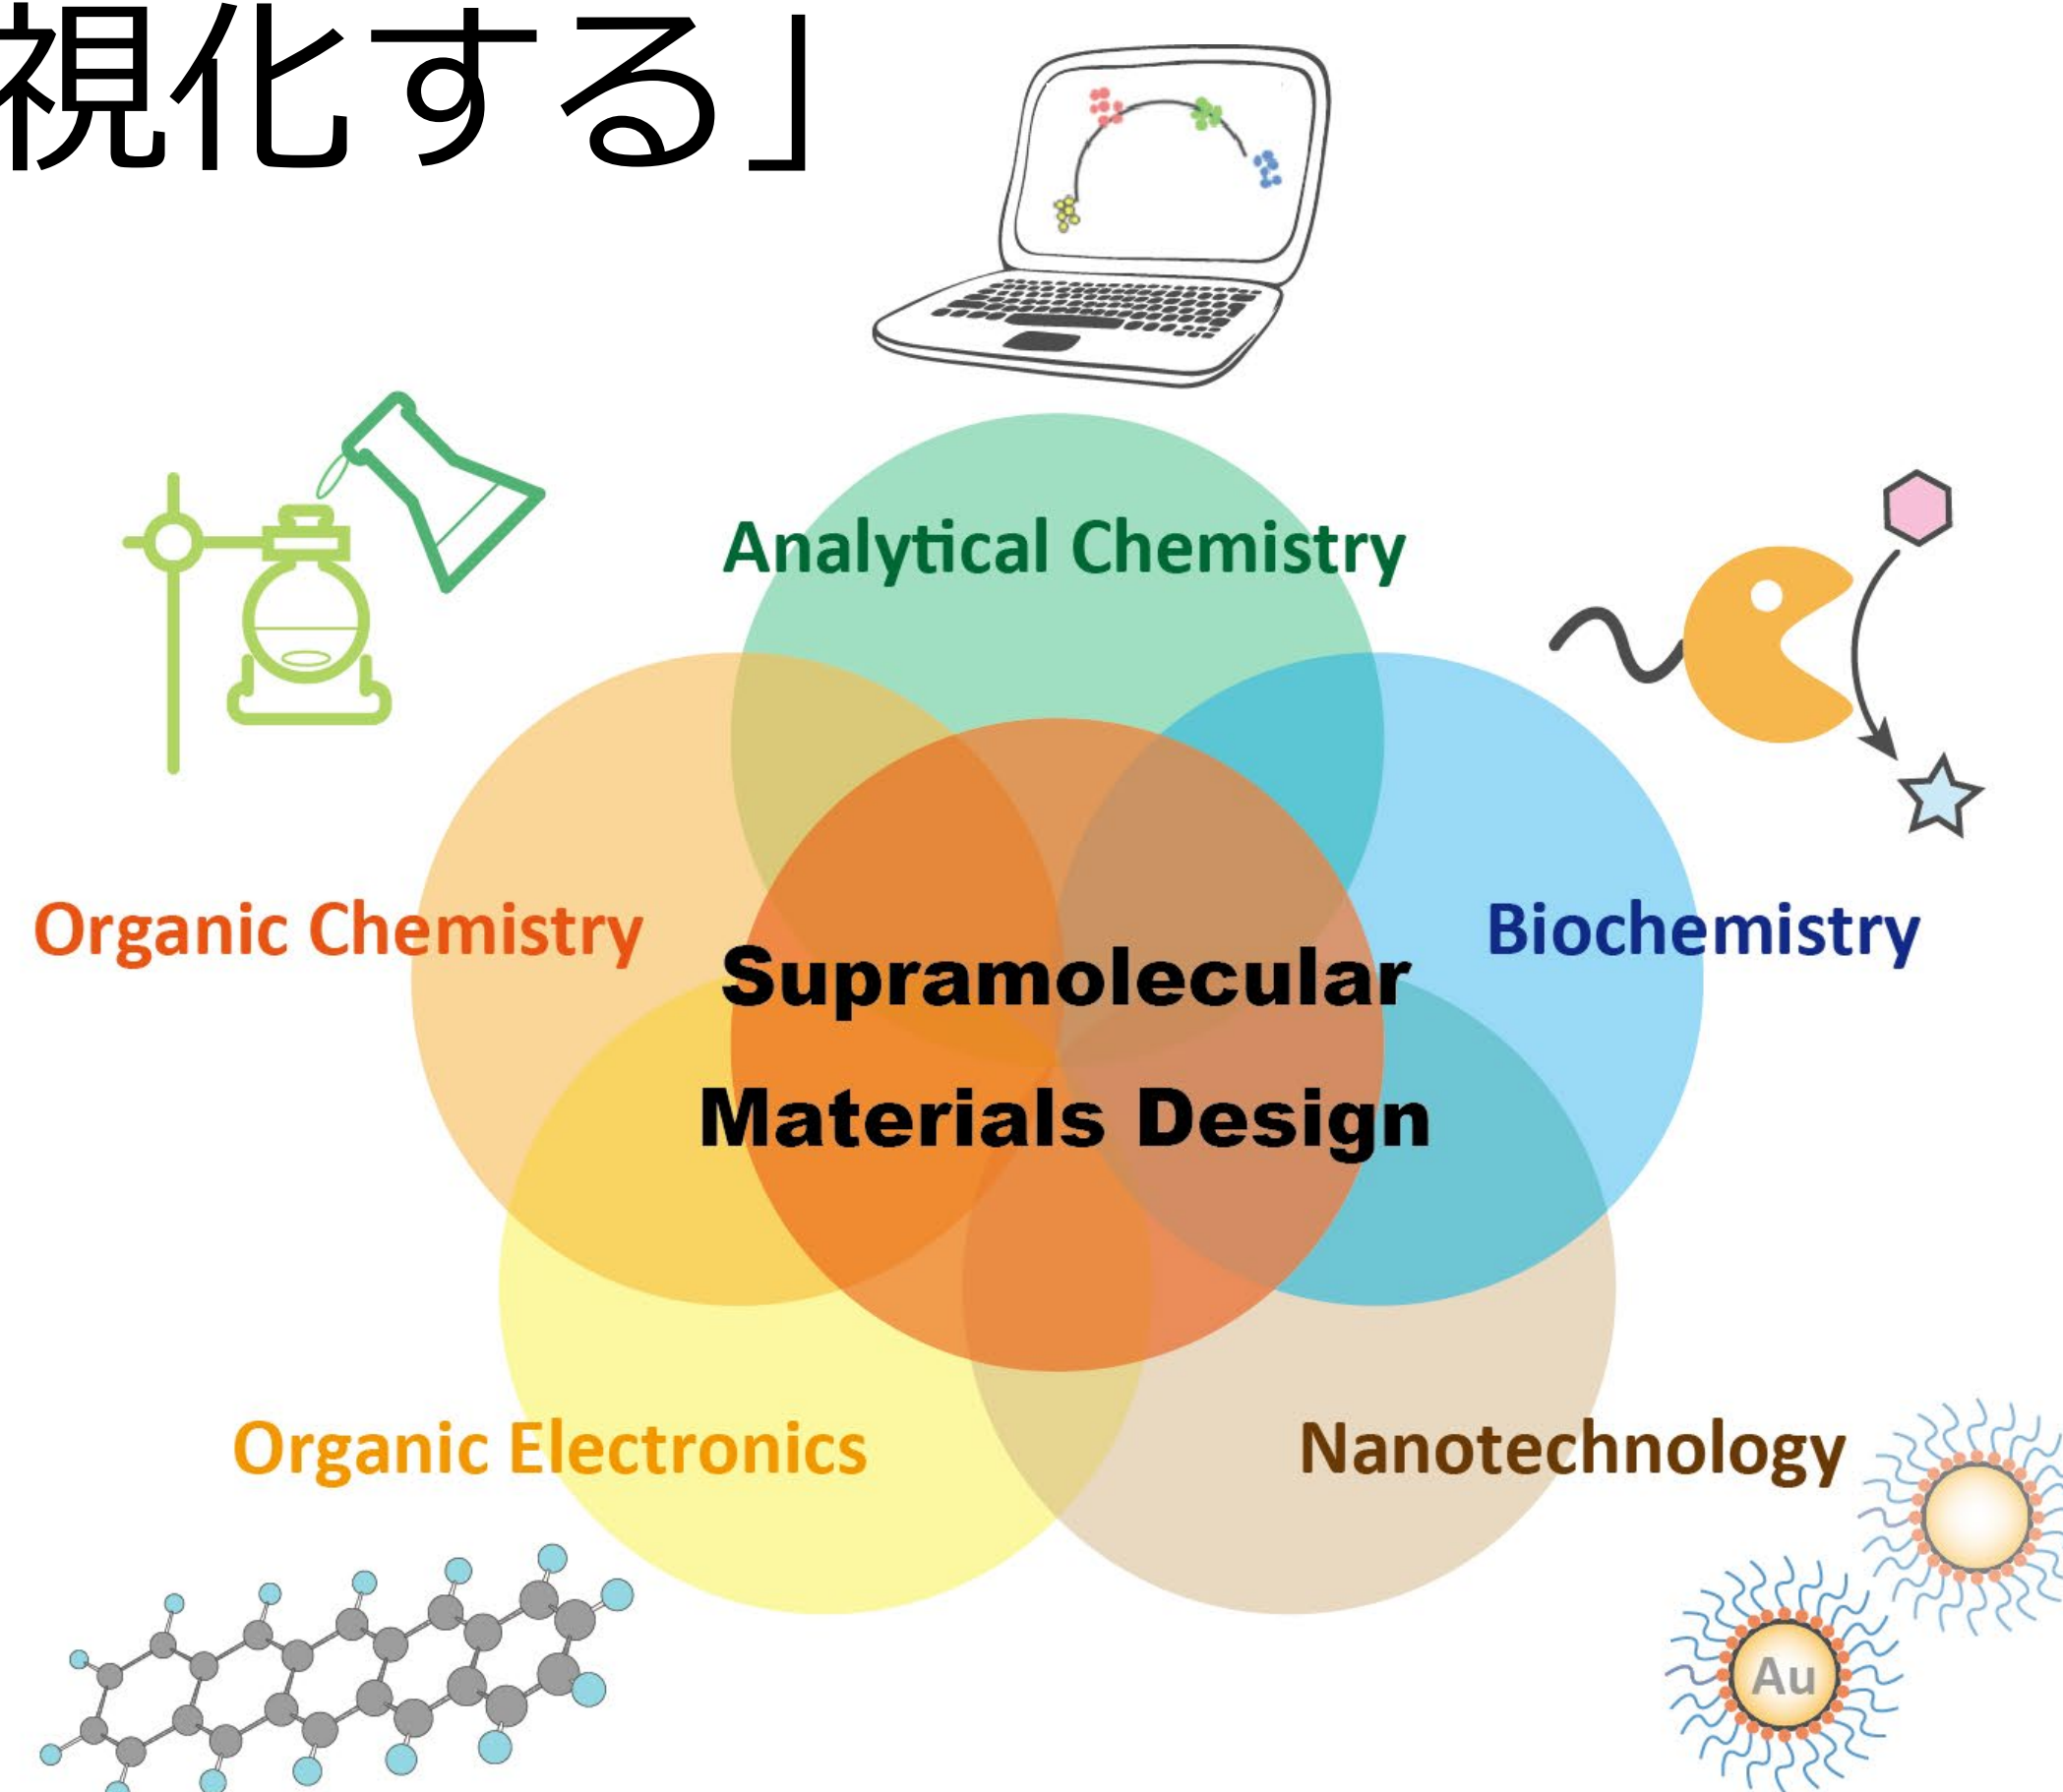 視化する」
Analytical Chemistry
Organic Chemistry
Biochemistry
Supramolecular
Materials Design
Organic Electronics
Nanotechnology
Au